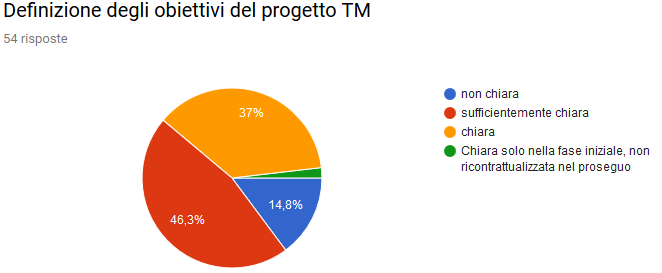 Definizione degli obiettivi del progetto TM
54 risposte
37%
46,3%
14,8%
non chiara
sufficientemente chiara
chiara
Chiara solo nella fase iniziale, non
ricontrattualizzata nel proseguo